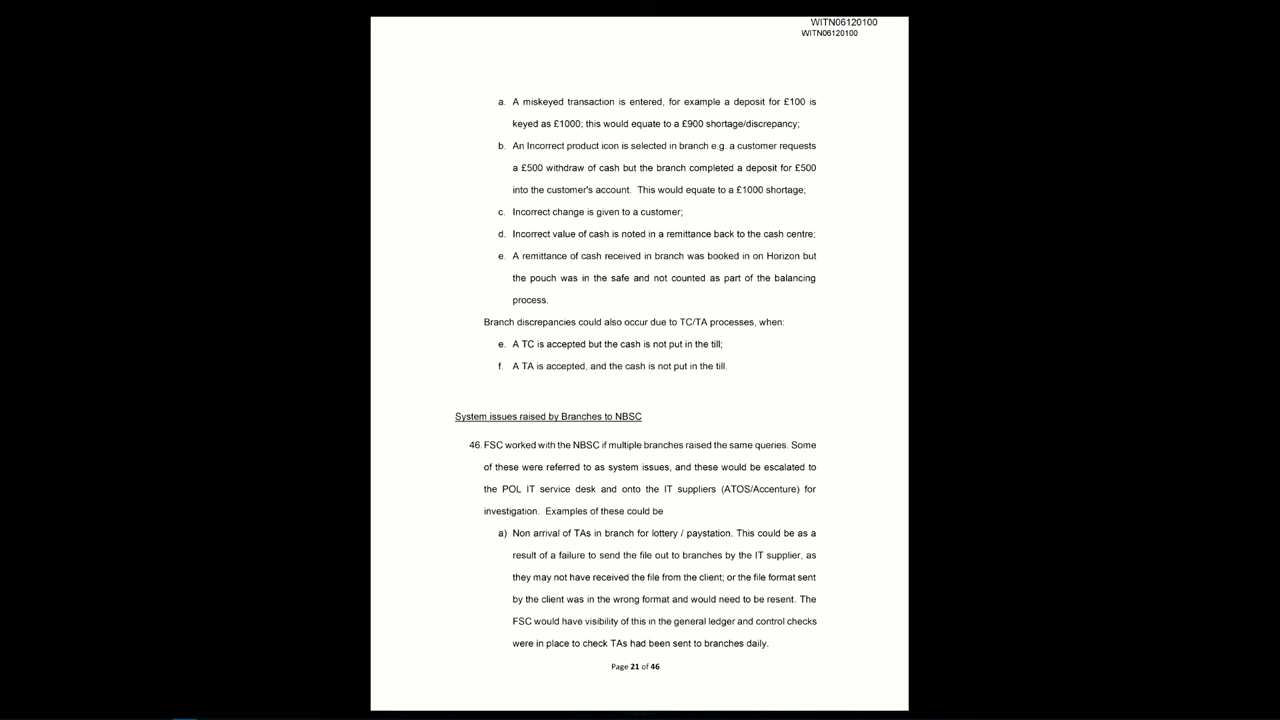 WITN06120100
WITN06120100
a. A miskeyed transaction is entered, for example a deposit for £100 is
keyed as £1000; this would equate to a £900 shortage/discrepancy;
b. An Incorrect product icon is selected in branch e.g. a customer requests
a £500 withdraw of cash but the branch completed a deposit for £500
into the customer's account. This would equate to a £1000 shortage;
c. Incorrect change is given to a customer;
d. Incorrect value of cash is noted in a remittance back to the cash centre;
e. A remittance of cash received in branch was booked in on Horizon but
the pouch was in the safe and not counted as part of the balancing
process.
Branch discrepancies could also occur due to TC/TA processes, when:
e. A TC is accepted but the cash is not put in the till;
f. A TA is accepted, and the cash is not put in the till.
System issues raised by Branches to NBSC
46. FSC worked with the NBSC if multiple branches raised the same queries. Some
of these were referred to as system issues, and these would be escalated to
the POL IT service desk and onto the IT suppliers (ATOS/Accenture) for
investigation. Examples of these could be
a) Non arrival of TAs in branch for lottery / paystation. This could be as a
result of a failure to send the file out to branches by the IT supplier, as
they may not have received the file from the client; or the file format sent
by the client was in the wrong format and would need to be resent. The
FSC would have visibility of this in the general ledger and control checks
were in place to check TAs had been sent to branches daily.
Page 21 of 46